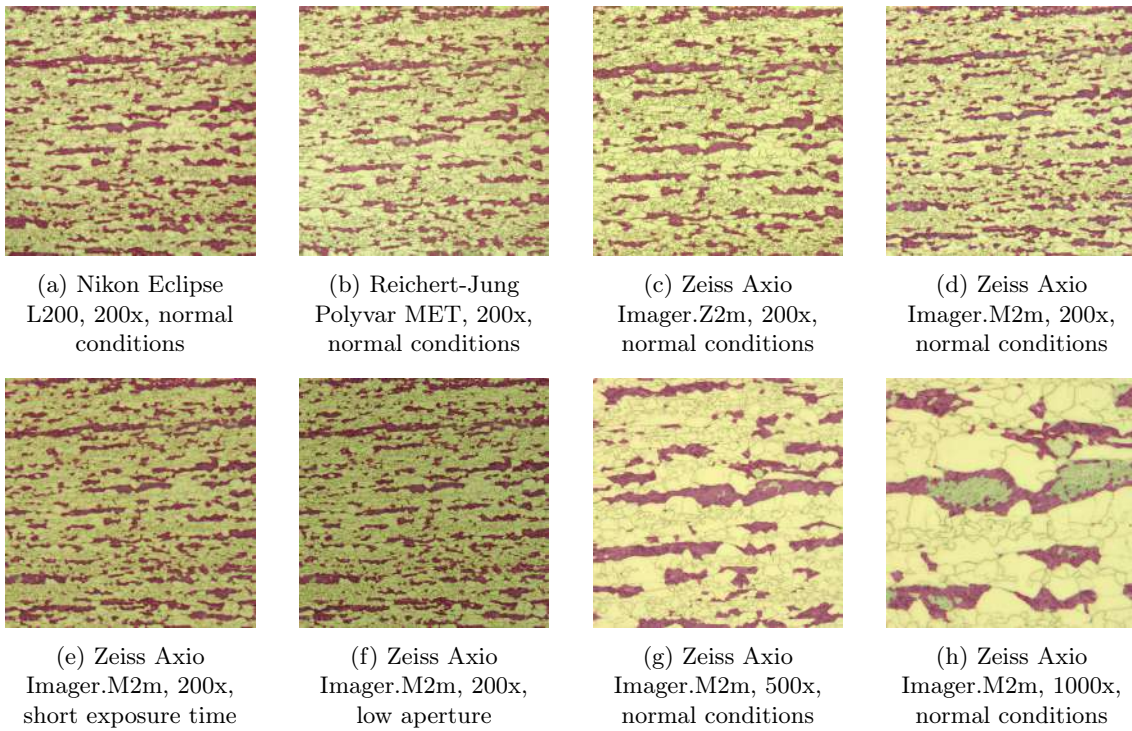 (a) Nikon Eclipse
L200, 200x, normal
conditions
(b) Reichert-Jung
Polyvar MET, 200x,
normal conditions
(c) Zeiss Axio
Imager.Z2m, 200x,
normal conditions
(d) Zeiss Axio
Imager.M2m, 200x,
normal conditions
(e) Zeiss Axio
Imager.M2m, 200x,
short exposure time
(f) Zeiss Axio
Imager.M2m, 200x,
low aperture
(g) Zeiss Axio
Imager.M2m, 500x,
normal conditions
(h) Zeiss Axio
Imager.M2m, 1000x,
normal conditions